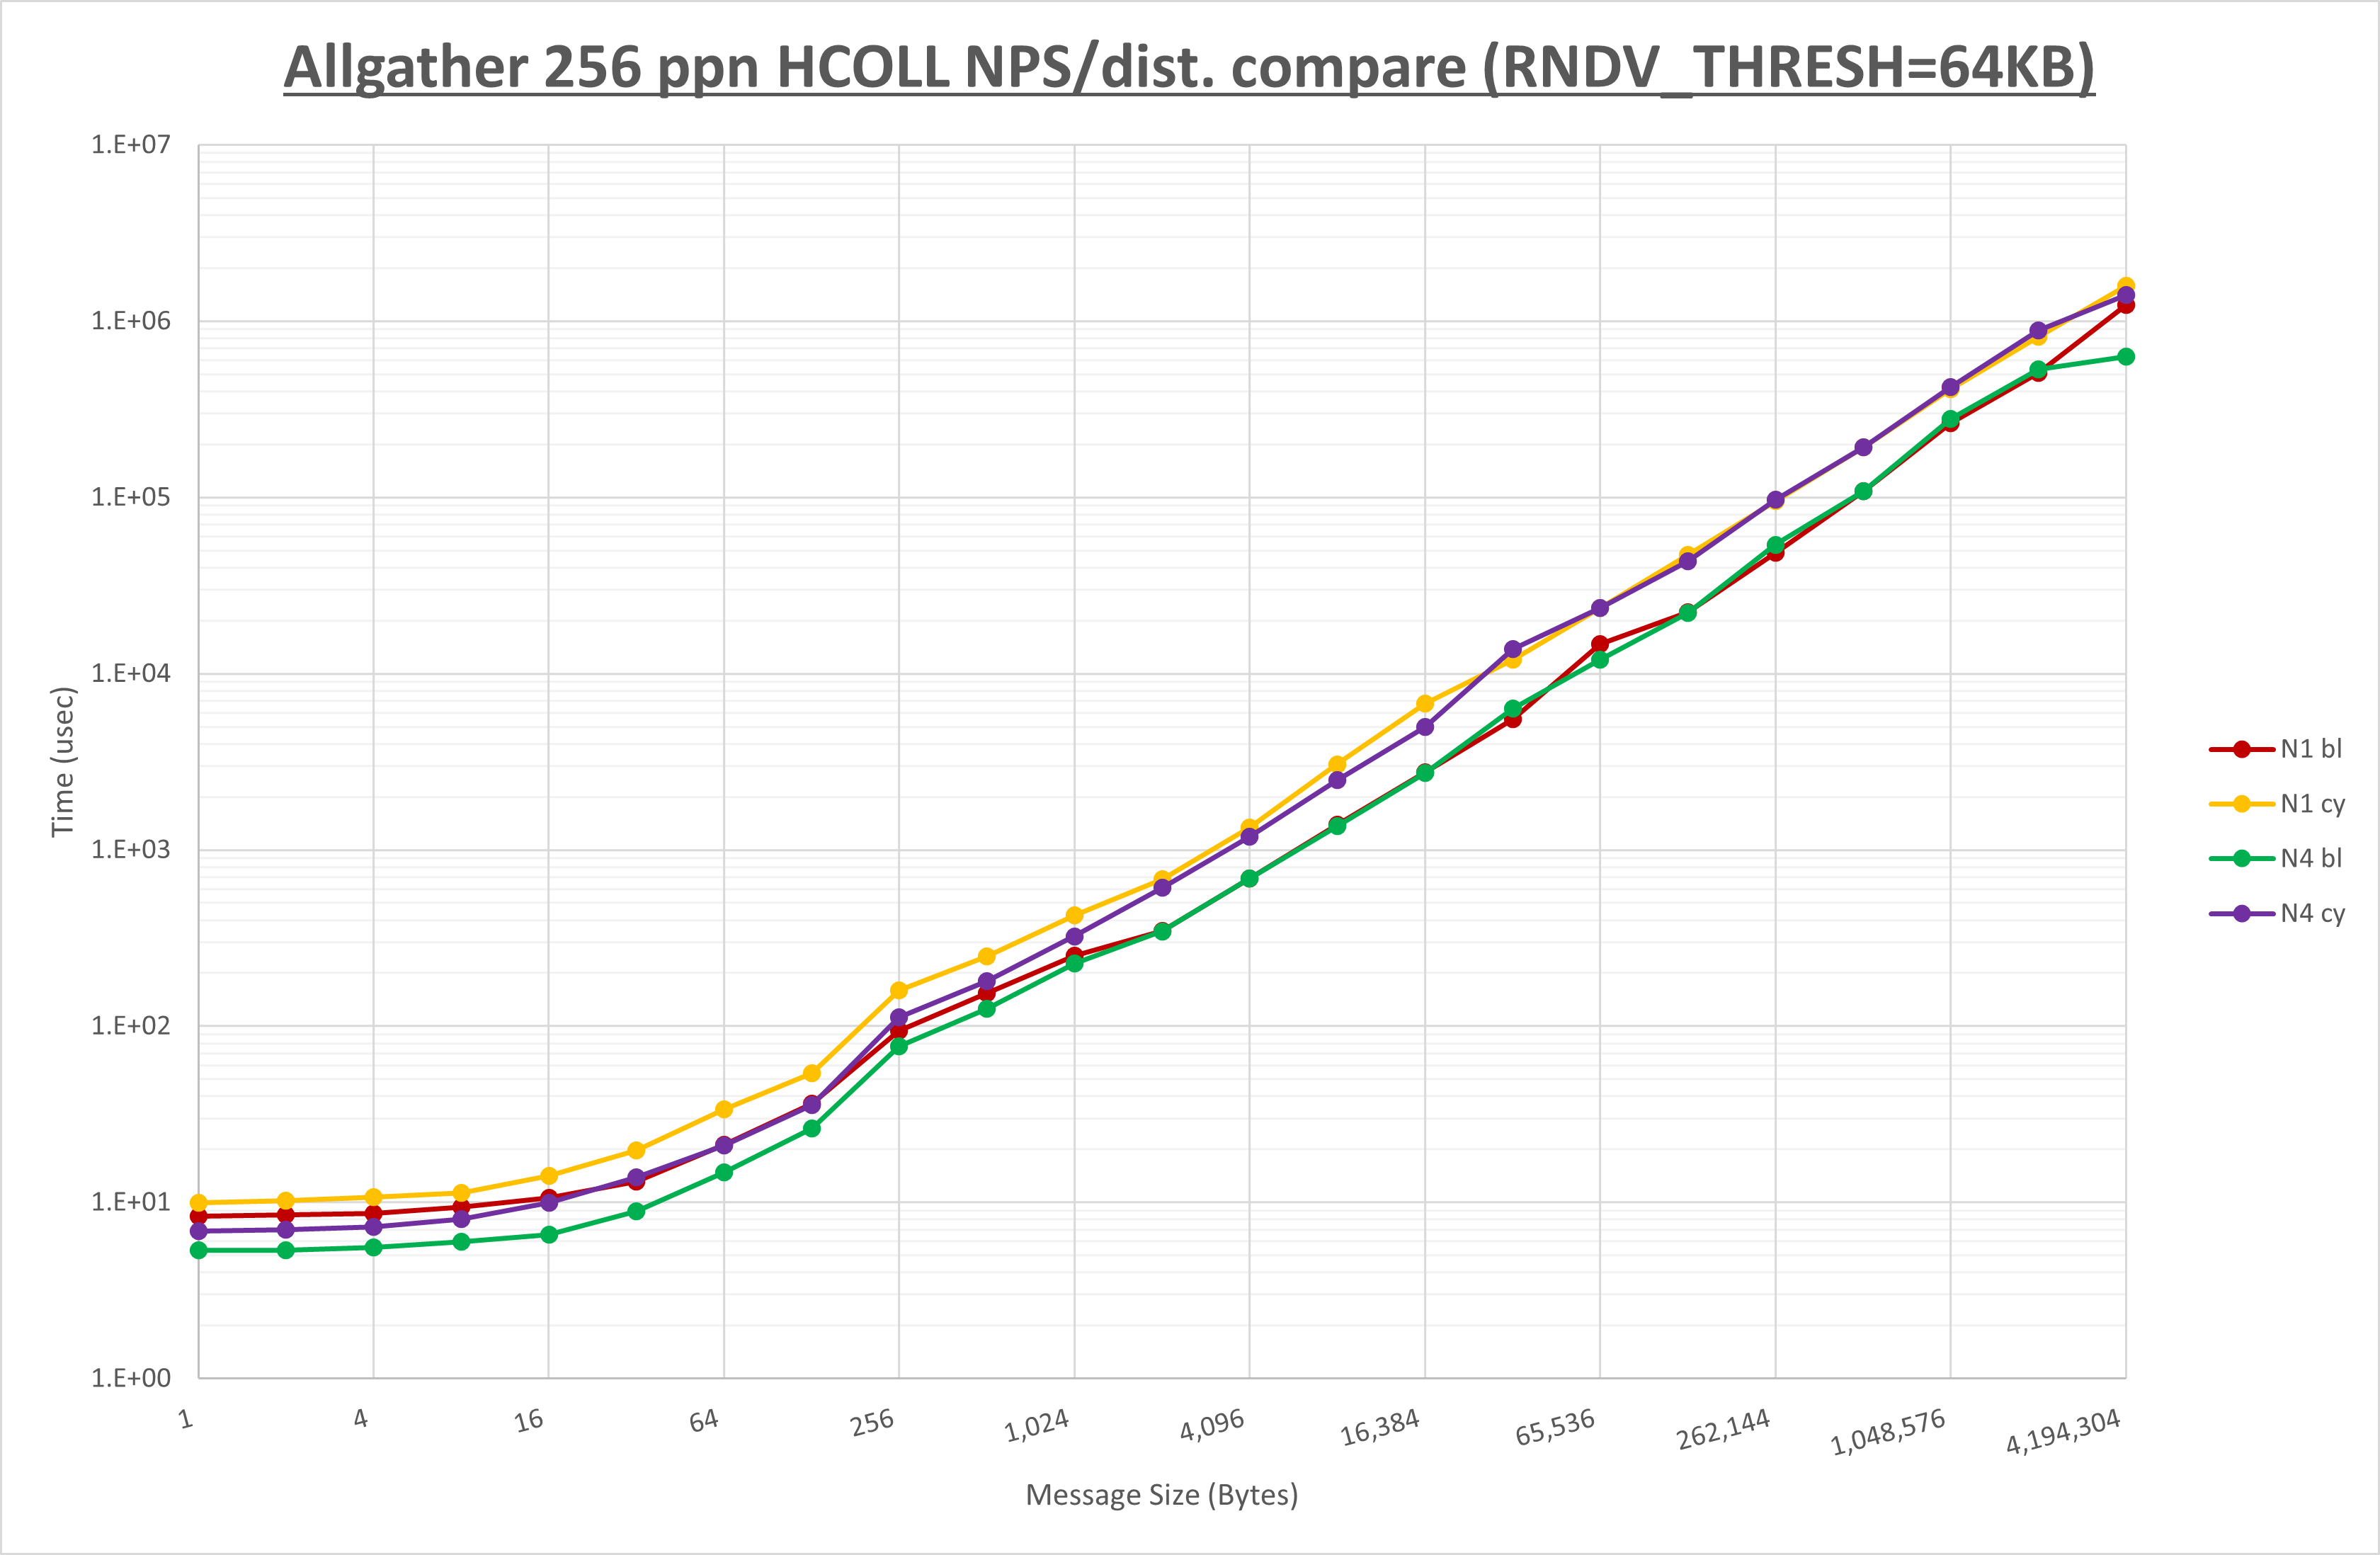 Allgather 256 ppn HCOLL NPS/dist. compare (RNDV_THRESH=64KB)
1.E+07
1.E+06
1.E+05
1.E+04
1.E+03
1.E+02
1.E+01
1.E+00
Time (usec)
1 4 16 64 256 1,024 4,096 16,384 65,536 262,144 1,048,576 4,194,304
Message Size (Bytes)
N1 bl
N1 cy
N4 bl
N4 cy